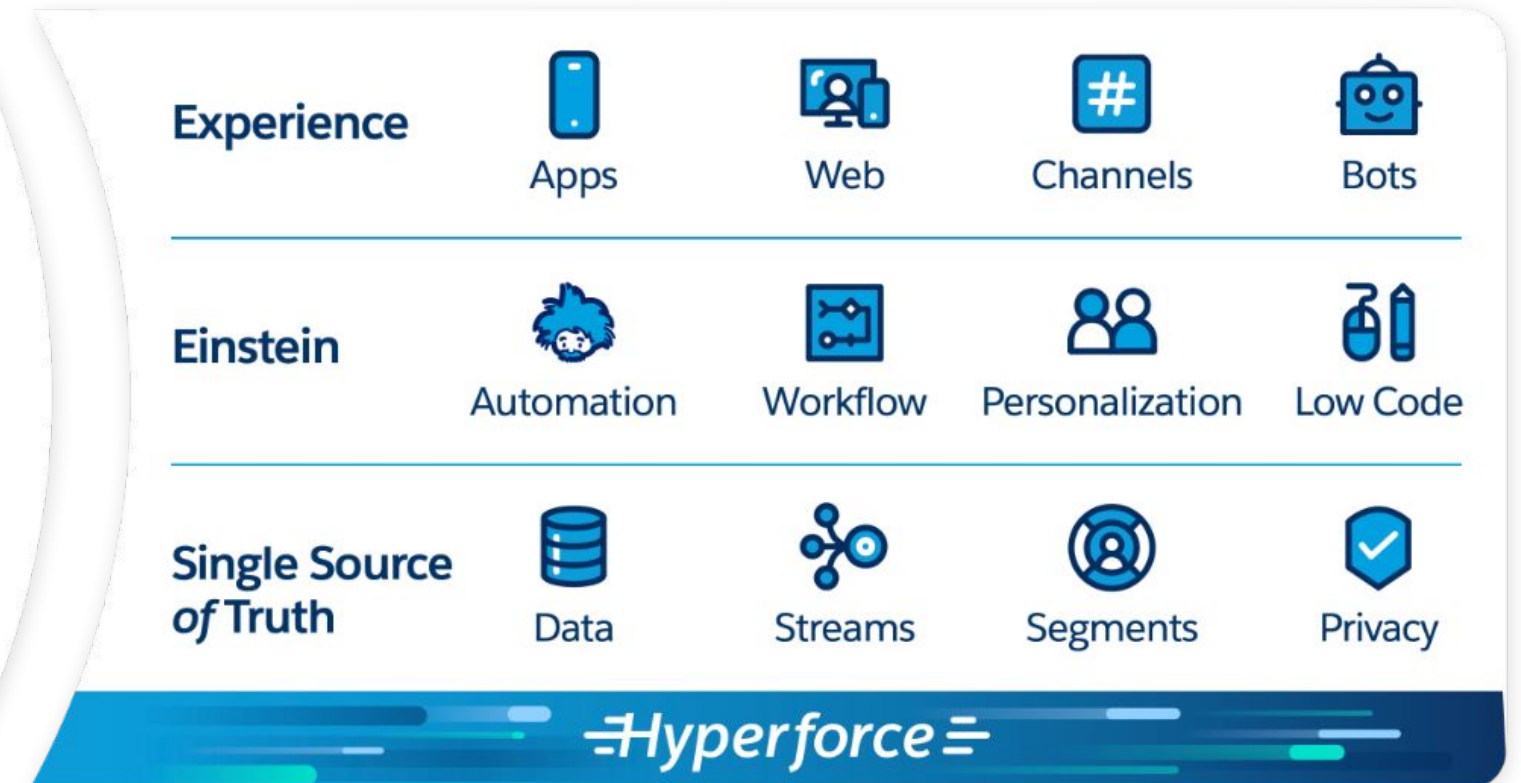 Experience
#
Apps
Web
Channels
Bots
Einstein
Automation
Workflow
Personalization
Low Code
Single Source
of Truth
Data
Streams
Segments
Privacy
Hyperforce